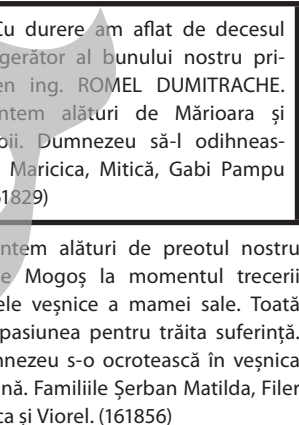 Cu durere am aflat de decesul
gerător al bunului nostru pri-
en ing. ROMEL DUMITRACHE.
ntem alături de Mărioara și
pii. Dumnezeu să-l odihneas-
Maricica, Mitică, Gabi Pampu
61829)
ntem alături de preotul nostru
e Mogoș la momentul trecerii
ele veșnice a mamei sale. Toată
pasiunea pentru trăita suferință.
mnezeu s-o ocrotească în veșnica
nă. Familiile Șerban Matilda, Filer
ca și Viorel. (161856)